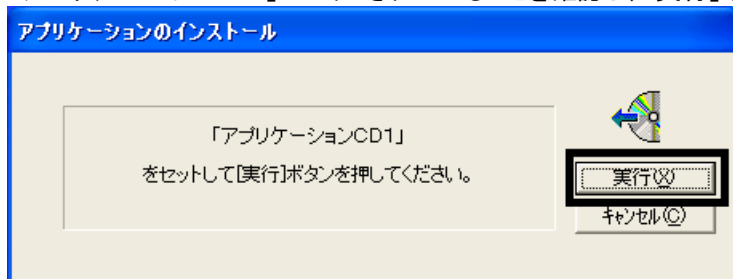 アプリケーションのインストール
「アプリケーションCD1」
をセットして[実行]ボタンを押してください。
実行(X)
キャンセル(C)